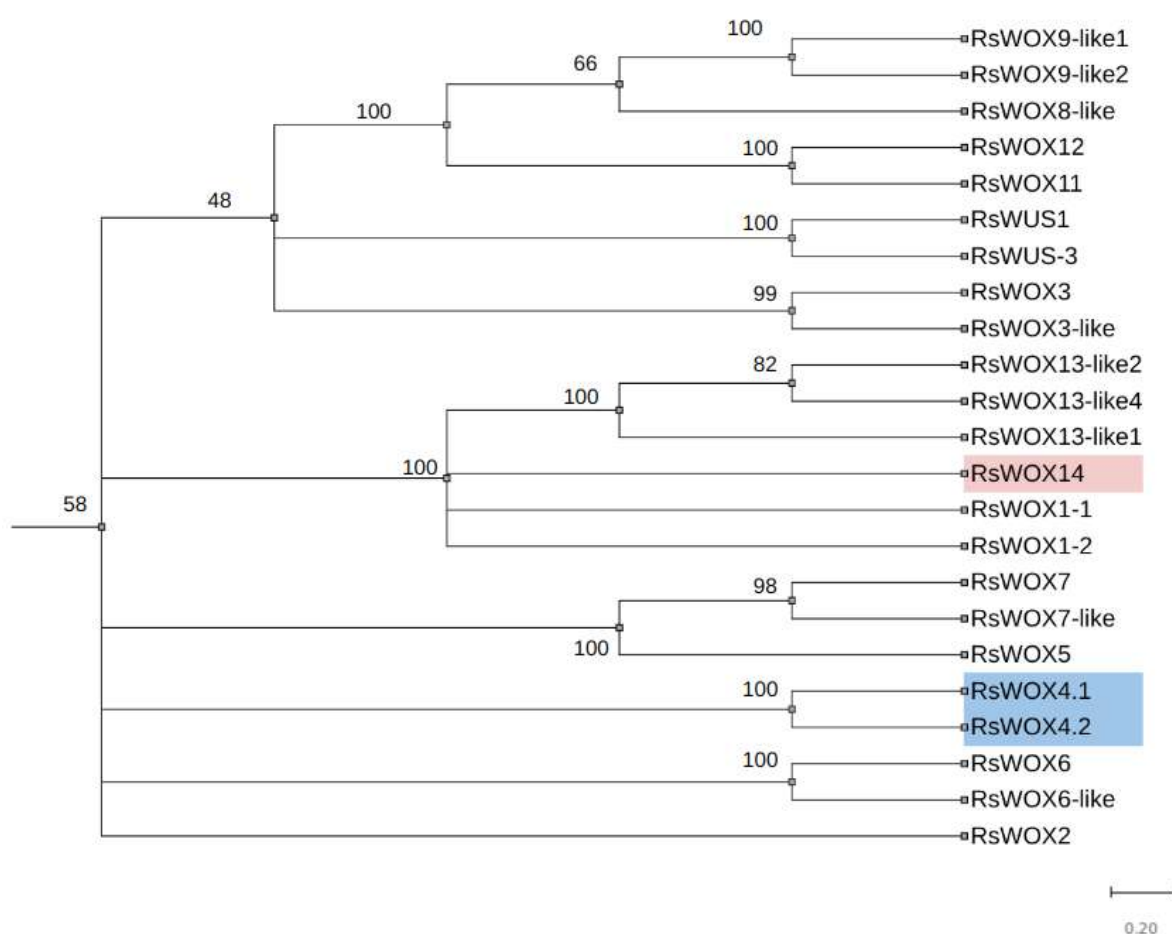 100
RsWOX9-like1
66
RsWOX9-like2
100
RsWOX8-like
100
RsWOX12
RsWOX11
48
100
RsWUS1
RsWUS-3
99
RsWOX3
RsWOX3-like
82
RsWOX13-like2
100
RsWOX13-like4
RsWOX13-like1
100
RsWOX14
58
RsWOX1-1
RsWOX1-2
98
RsWOX7
RsWOX7-like
100
RsWOX5
100
RsWOX4.1
RsWOX4.2
100
RsWOX6
RsWOX6-like
RsWOX2
0.20